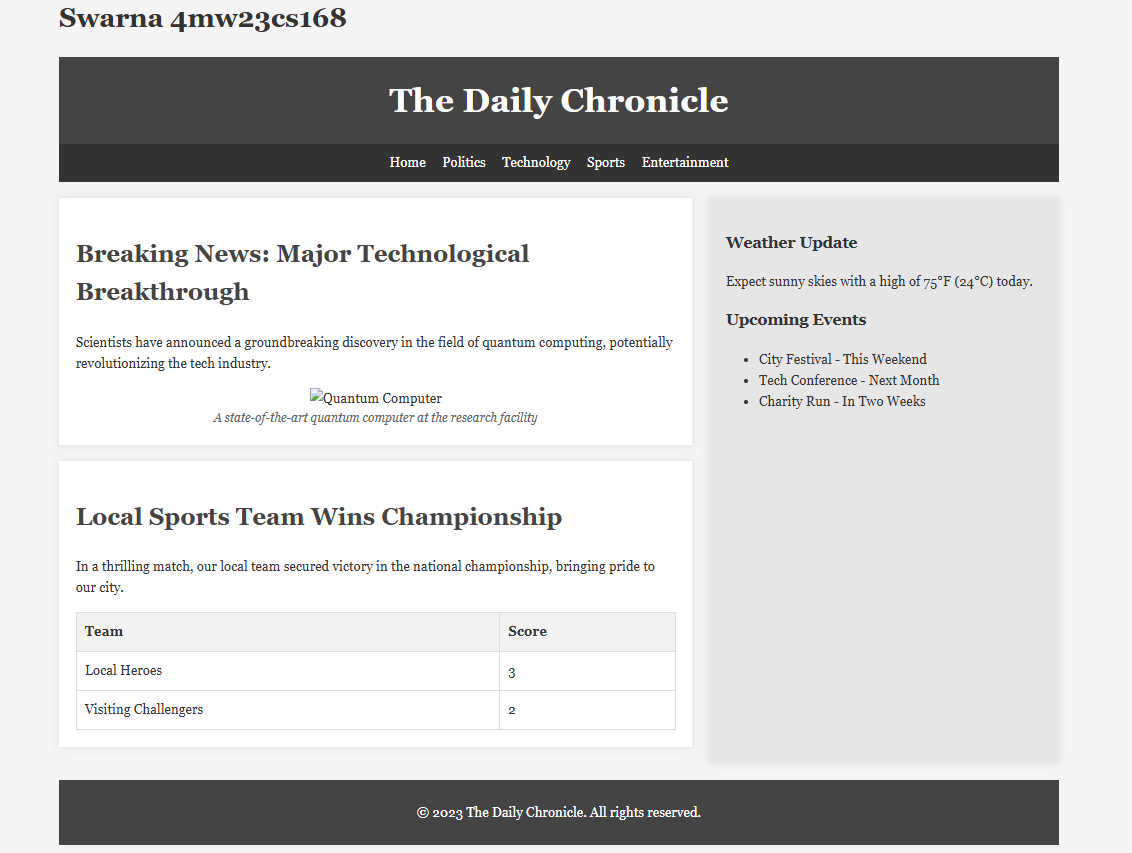 Swarna 4mw23cs168
The Daily Chronicle
Home Politics Technology Sports Entertainment
Breaking News: Major Technological
Breakthrough
Scientists have announced a groundbreaking discovery in the field of quantum computing, potentially
revolutionizing the tech industry.
Quantum Computer
A state-of-the-art quantum computer at the research facility
Local Sports Team Wins Championship
In a thrilling match, our local team secured victory in the national championship, bringing pride to
our city.
Team Score
Local Heroes 3
Visiting Challengers 2
Weather Update
Expect sunny skies with a high of 75°F (24°C) today.
Upcoming Events
• City Festival - This Weekend
• Tech Conference - Next Month
• Charity Run - In Two Weeks
© 2023 The Daily Chronicle. All rights reserved.